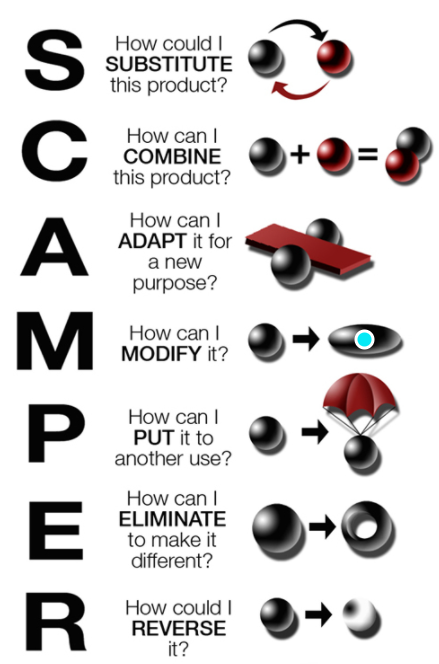 S
How could I
SUBSTITUTE
this product?
C
How can I
COMBINE
this product?
+
=
A
How can I
ADAPT it for
a new
purpose?
M
How can I
MODIFY it?
P
How can I
PUT it to
another use?
E
How can I
ELIMINATE
to make it
different?
R
How could I
REVERSE
it?